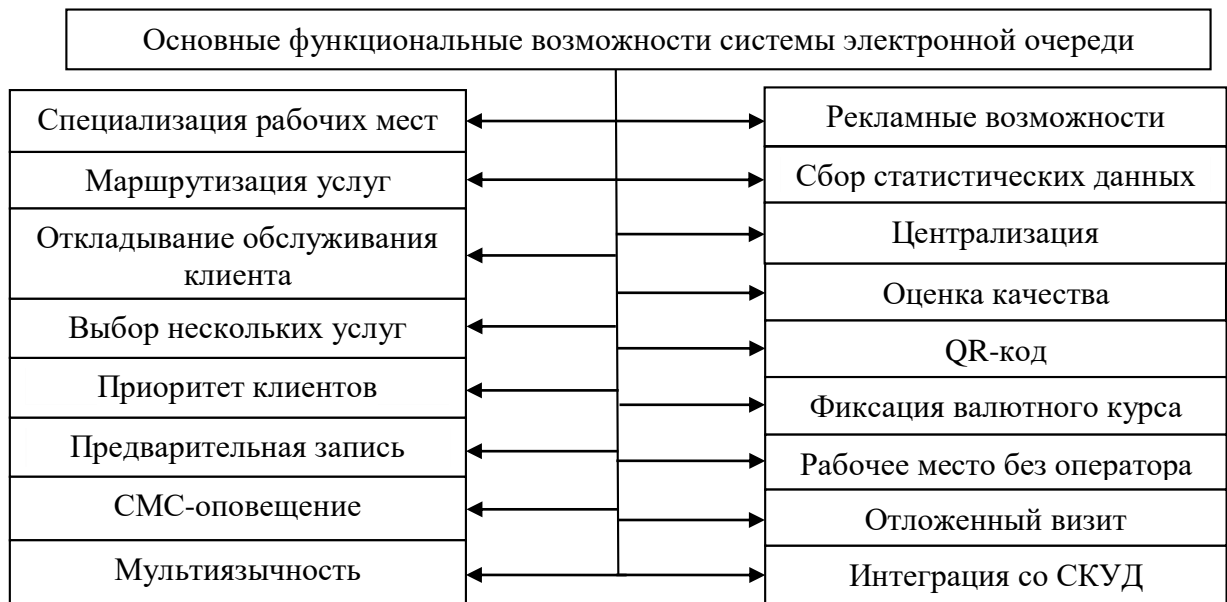 Основные функциональные возможности системы электронной очереди
Специализация рабочих мест
Маршрутизация услуг
Откладывание обслуживания
клиента
Выбор нескольких услуг
Приоритет клиентов
Предварительная запись
СМС-оповещение
Мультиязычность
Рекламные возможности
Сбор статистических данных
Централизация
Оценка качества
QR-код
Фиксация валютного курса
Рабочее место без оператора
Отложенный визит
Интеграция со СКУД